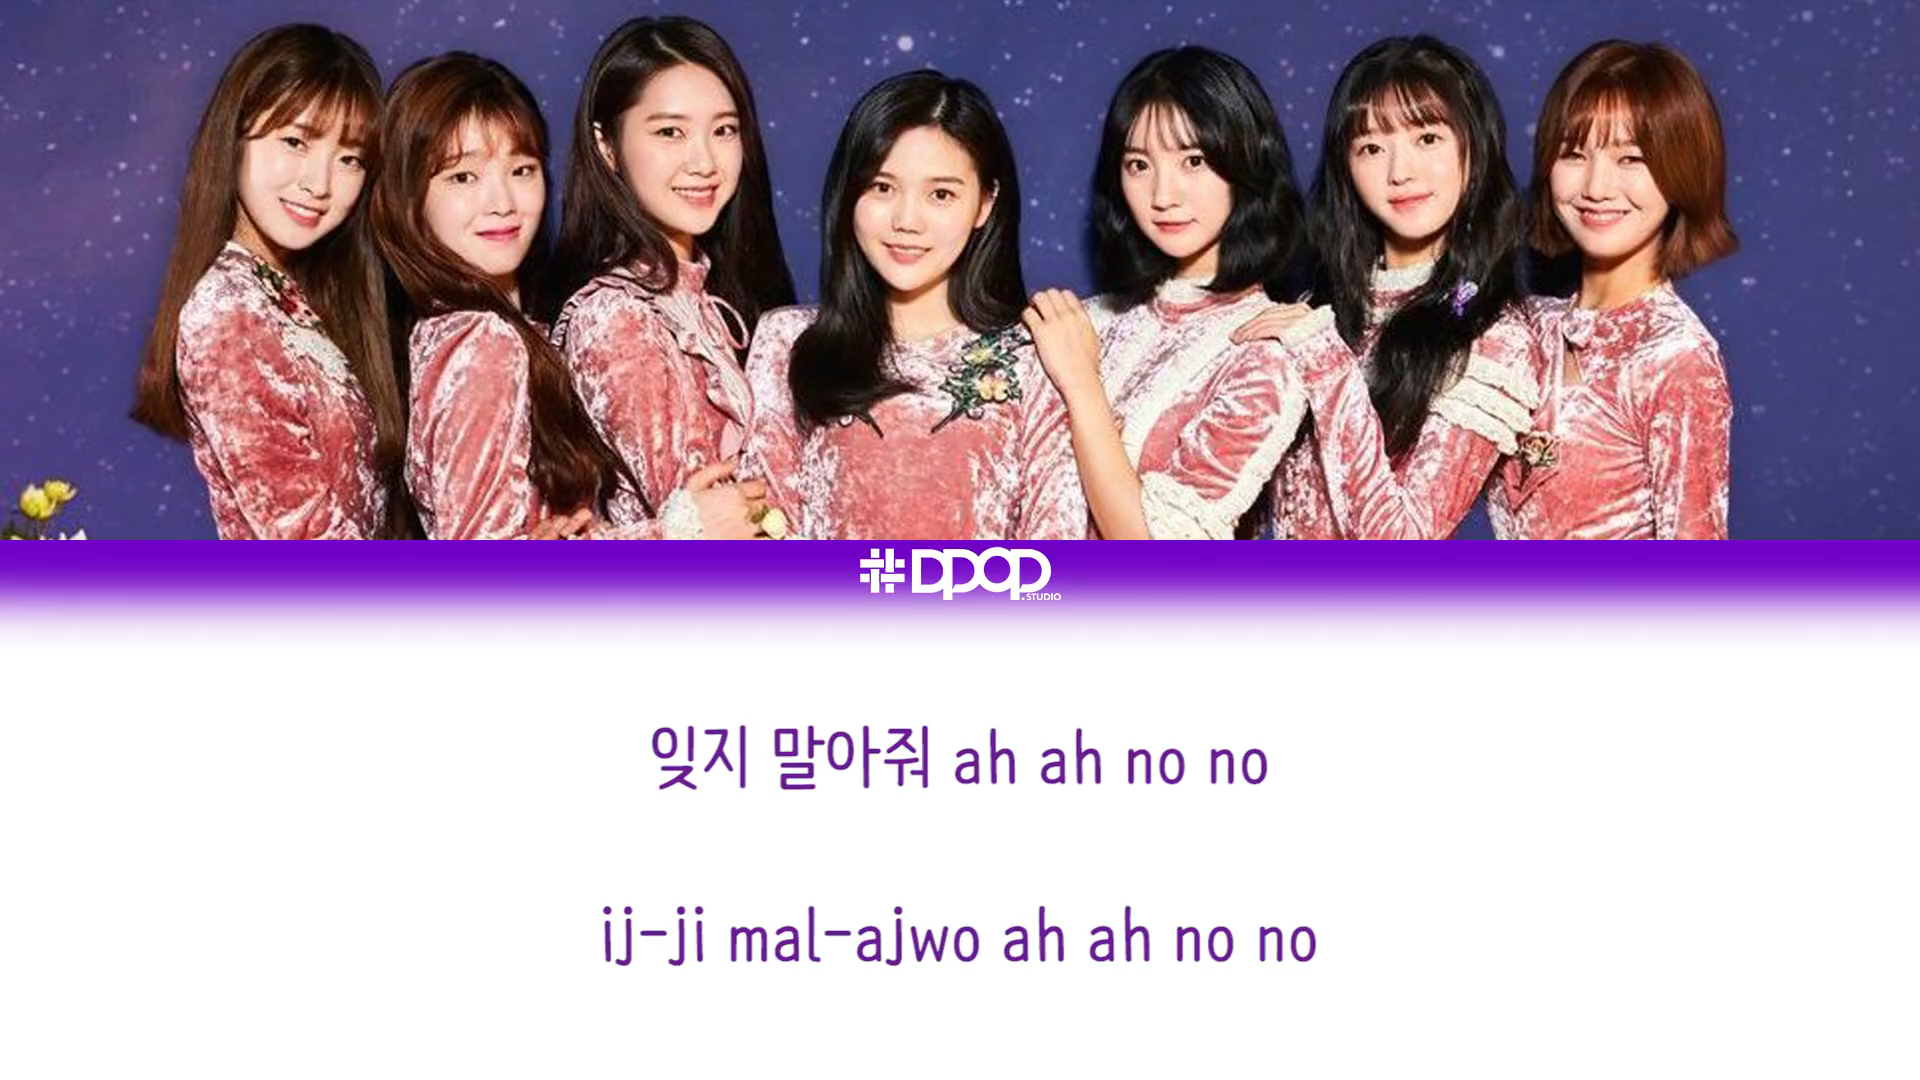 #DPOP
.STUDIO
잊지 말아줘 ah ah no no
ij-ji mal-ajwo ah ah no no